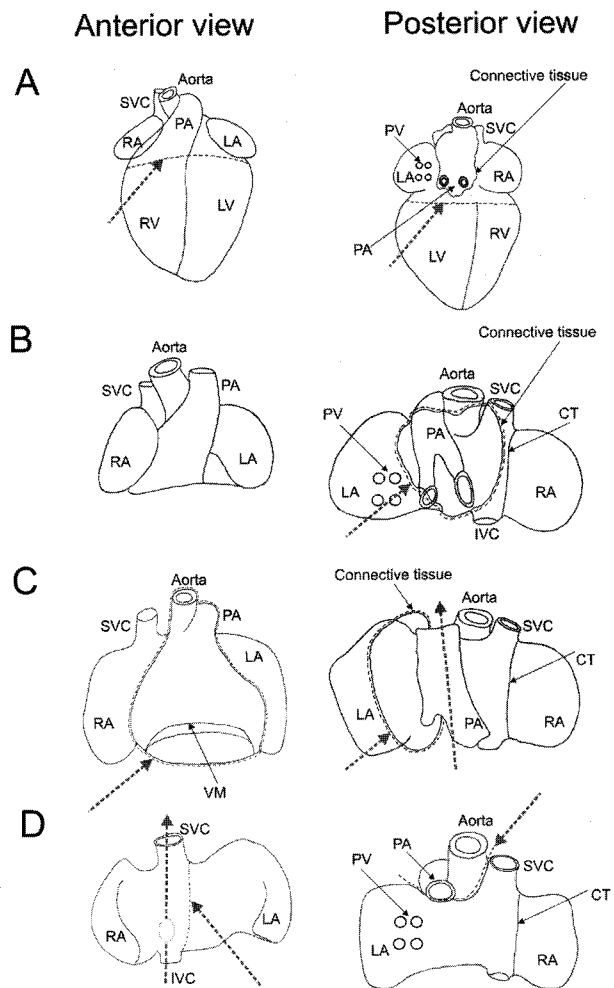 Anterior view
Posterior view
A
Aorta
SVC
PA
RA
LA
RV
LV
Connective tissue
Aorta
SVC
PV
LA
RA
PA
LV
RV
B
Aorta
SVC
PA
RA
LA
Connective tissue
Aorta
SVC
PV
PA
CT
LA
RA
IVC
C
Aorta
PA
SVC
LA
RA
VM
Connective tissue
Aorta
SVC
CT
LA
PA
RA
D
SVC
RA
LA
IVC
Aorta
PA
PV
SVC
CT
LA
RA